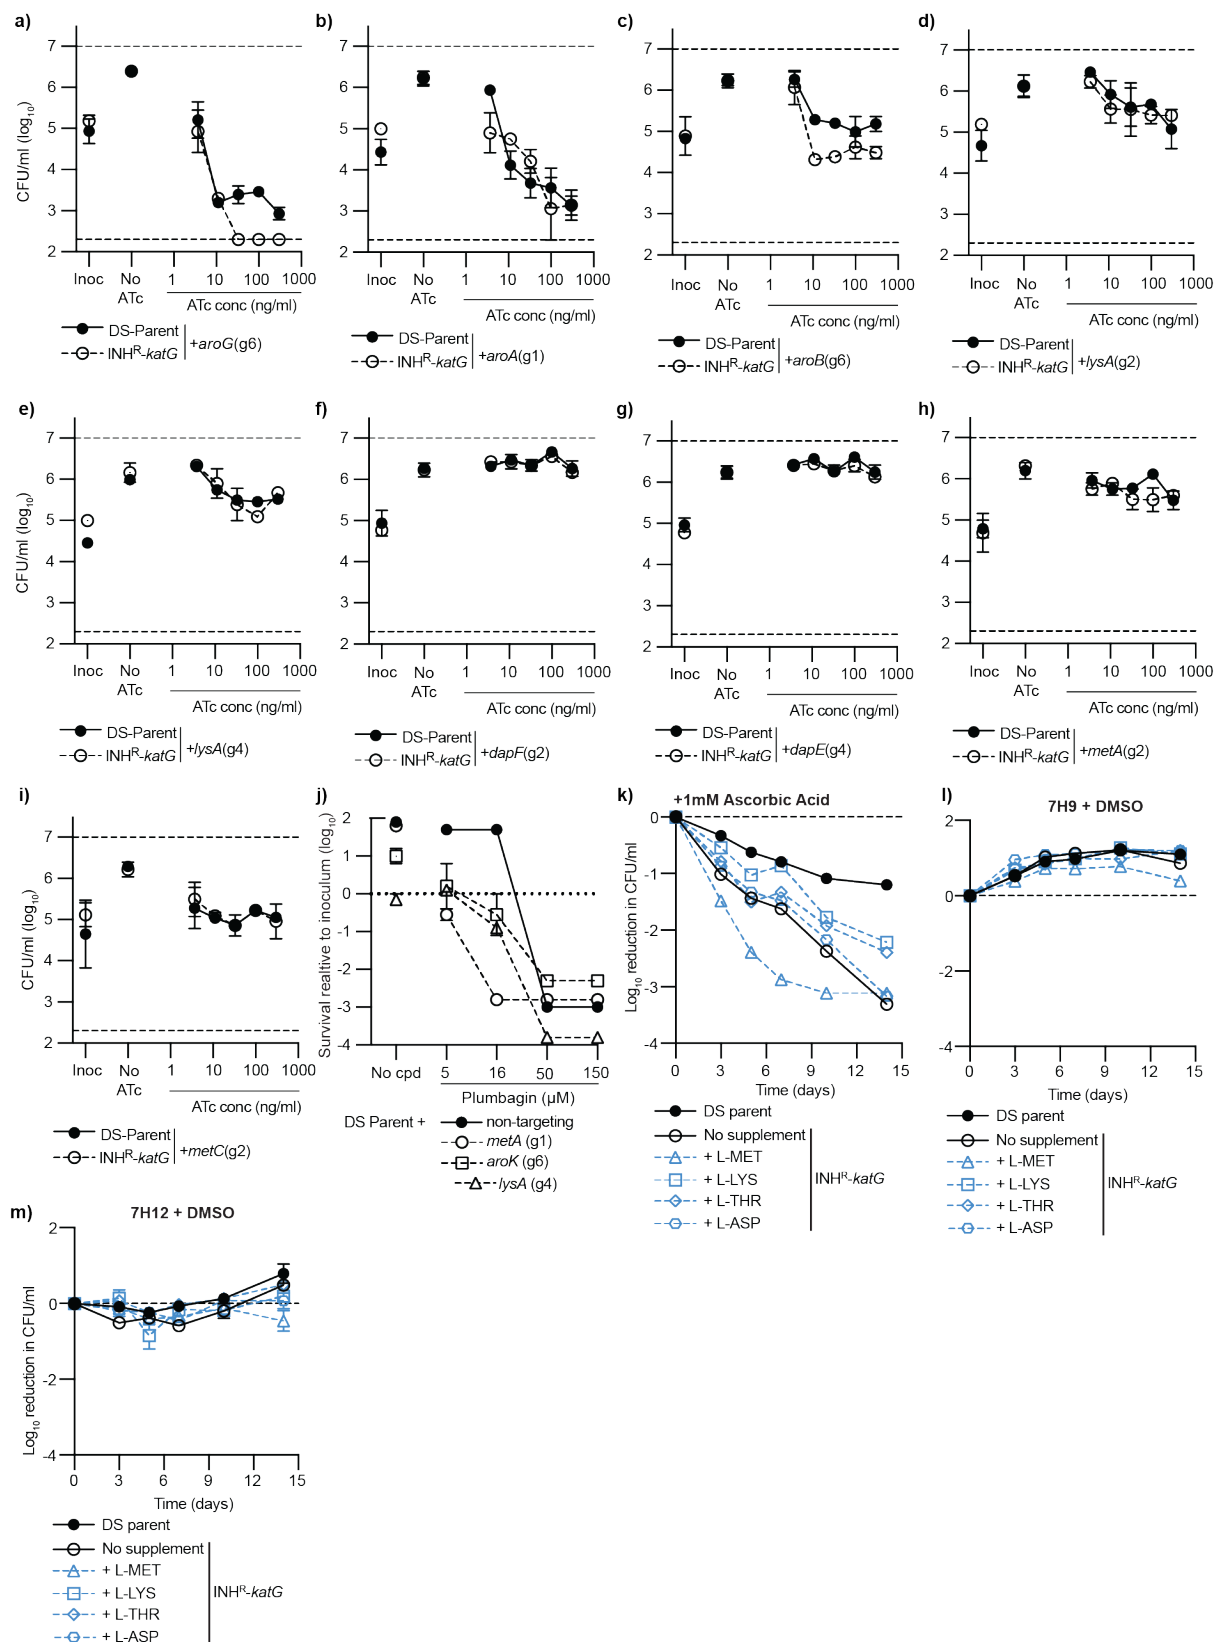 a)
7
6
5
4
3
2
CFU/ml (log10)
Inoc
No
ATc
1
10
100
1000
ATc conc (ng/ml)
DS-Parent
INHR-katG
+aroG(g6)
b)
7
6
5
4
3
2
Inoc
No
ATc
1
10
100
1000
ATc conc (ng/ml)
DS-Parent
INHR-katG
+aroA(g1)
c)
7
6
5
4
3
2
Inoc
No
ATc
1
10
100
1000
ATc conc (ng/ml)
DS-Parent
INHR-katG
+aroB(g6)
d)
7
6
5
4
3
2
Inoc
No
ATc
1
10
100
1000
ATc conc (ng/ml)
DS-Parent
INHR-katG
+lysA(g2)
e)
7
6
5
4
3
2
CFU/ml (log10)
Inoc
No
ATc
1
10
100
1000
ATc conc (ng/ml)
DS-Parent
INHR-katG
+lysA(g4)
f)
7
6
5
4
3
2
Inoc
No
ATc
1
10
100
1000
ATc conc (ng/ml)
DS-Parent
INHR-katG
+dapF(g2)
g)
7
6
5
4
3
2
Inoc
No
ATc
1
10
100
1000
ATc conc (ng/ml)
DS-Parent
INHR-katG
+dapE(g4)
h)
7
6
5
4
3
2
Inoc
No
ATc
1
10
100
1000
ATc conc (ng/ml)
DS-Parent
INHR-katG
+metA(g2)
i)
7
6
5
4
3
2
CFU/ml (log10)
Inoc
No
ATc
1
10
100
1000
ATc conc (ng/ml)
DS-Parent
INHR-katG
+metC(g2)
j)
2
1
0
-1
-2
-3
-4
Survival realtive to inoculum (log10)
No cpd
5
16
50
150
Plumbagin (µM)
DS Parent +
non-targeting
metA (g1)
aroK (g6)
lysA (g4)
k)
+1mM Ascorbic Acid
0
-1
-2
-3
-4
Log10 reduction in CFU/ml
0
3
6
9
12
15
Time (days)
DS parent
No supplement
+ L-MET
+ L-LYS
+ L-THR
+ L-ASP
INHR-katG
l)
7H9 + DMSO
2
0
-2
-4
0
3
6
9
12
15
Time (days)
DS parent
No supplement
+ L-MET
+ L-LYS
+ L-THR
+ L-ASP
INHR-katG
m)
7H12 + DMSO
2
0
-2
-4
Log10 reduction in CFU/ml
0
3
6
9
12
15
Time (days)
DS parent
No supplement
+ L-MET
+ L-LYS
+ L-THR
+ L-ASP
INHR-katG